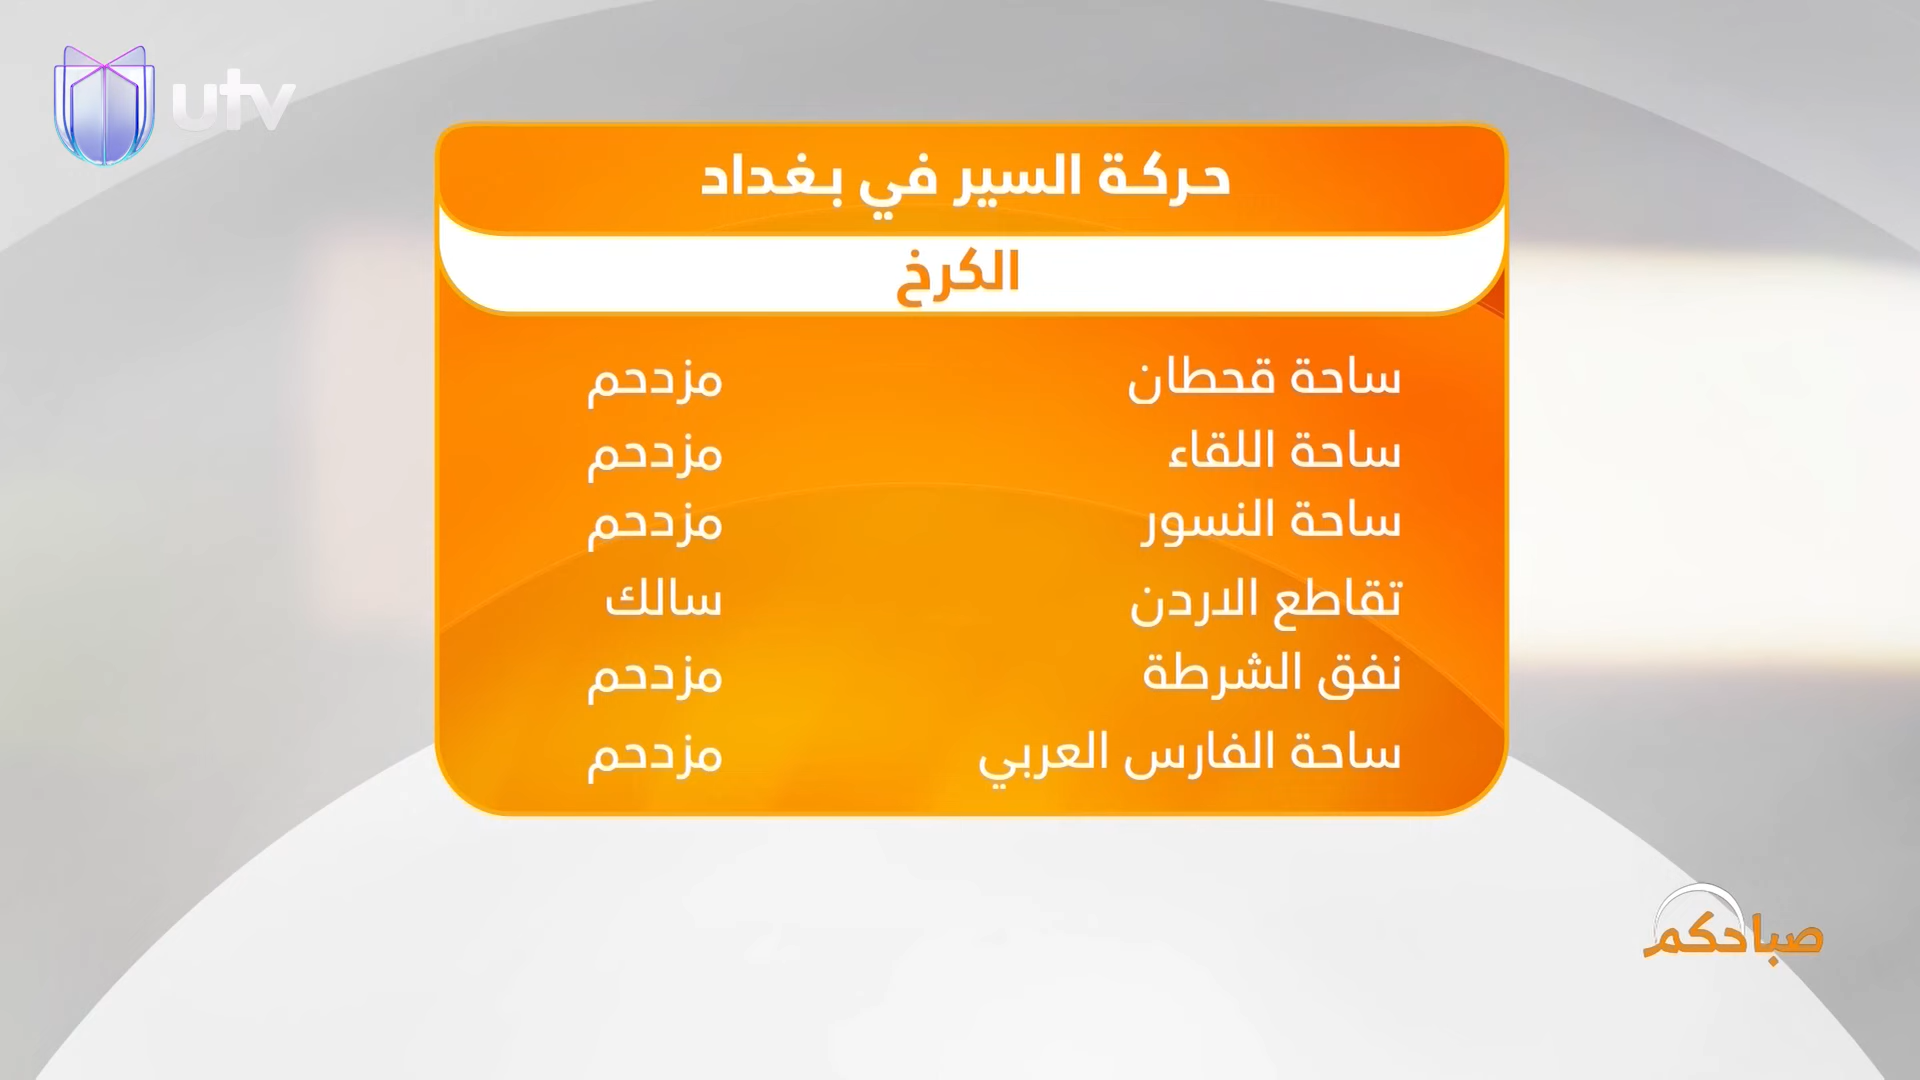 utv
حركة السير في بغداد
الكرخ
ساحة قحطان مزدحم
ساحة اللقاء مزدحم
ساحة النسور مزدحم
تقاطع الاردن سالك
نفق الشرطة مزدحم
ساحة الفارس العربي مزدحم
صباحكم